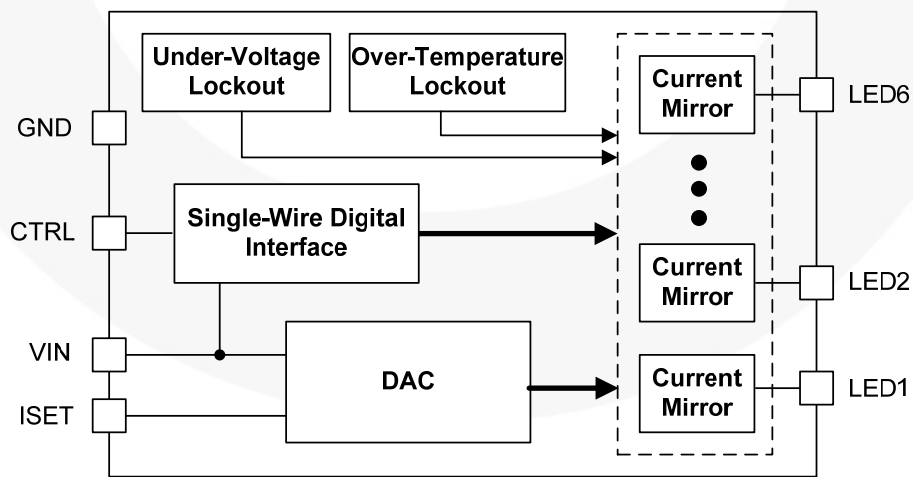 Under-Voltage
Lockout
Over-Temperature
Lockout
Current
Mirror
LED6
GND
CTRL
Single-Wire Digital
Interface
Current
Mirror
LED2
VIN
DAC
Current
Mirror
LED1
ISET